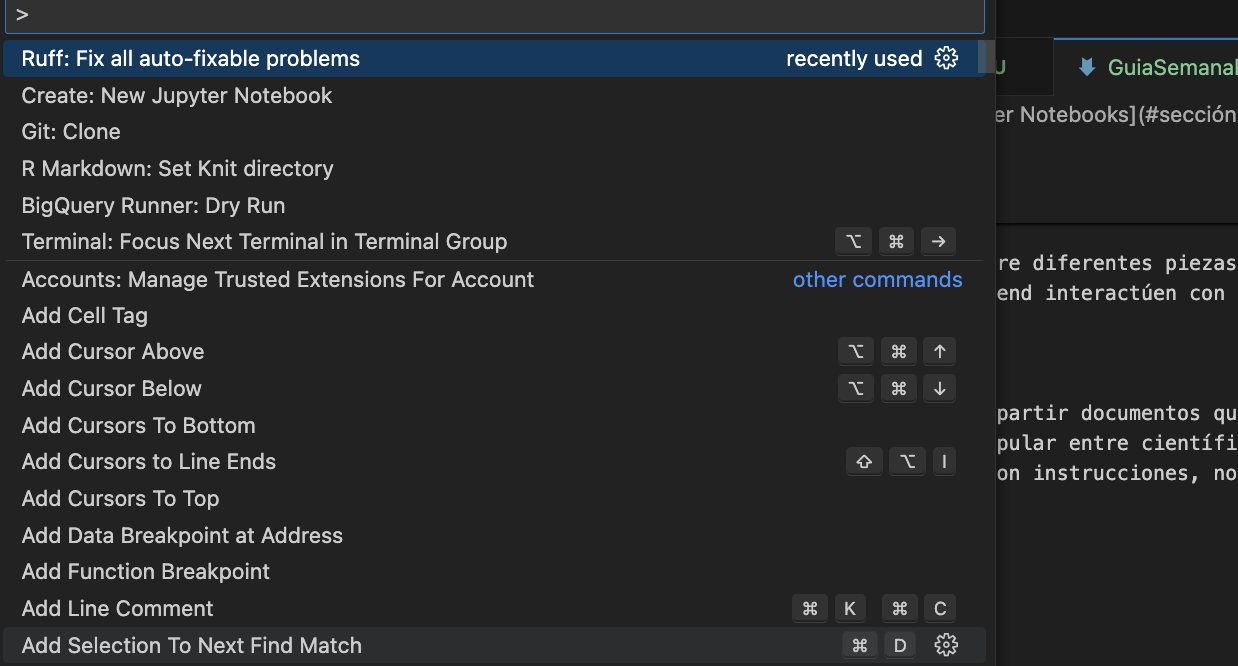 >
Ruff: Fix all auto-fixable problems recently used
Create: New Jupyter Notebook
Git: Clone
R Markdown: Set Knit directory
BigQuery Runner: Dry Run
Terminal: Focus Next Terminal in Terminal Group ⌥ ⌘ →
Accounts: Manage Trusted Extensions For Account other commands
Add Cell Tag
Add Cursor Above ⌥ ⌘ ↑
Add Cursor Below ⌥ ⌘ ↓
Add Cursors To Bottom
Add Cursors to Line Ends ⇧ ⌥ I
Add Cursors To Top
Add Data Breakpoint at Address
Add Function Breakpoint
Add Line Comment ⌘ K ⌘ C
Add Selection To Next Find Match ⌘ D
U GuiaSemanal
er Notebooks](#sección
re diferentes piezas
end interactúen con
partir documentos qu
pular entre científi
on instrucciones, no